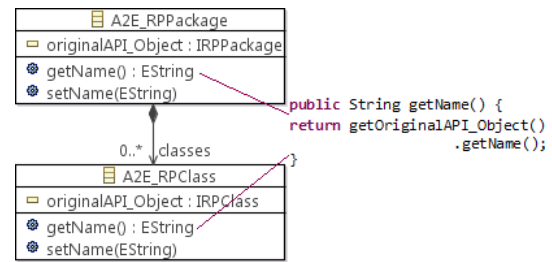 A2E_RPPackage
originalAPI_Object : IRPPackage
getName() : EString
setName(EString)
public String getName() {
return getOriginalAPI_Object()
.getName();
}
0..* classes
A2E_RPClass
originalAPI_Object : IRPClass
getName() : EString
setName(EString)